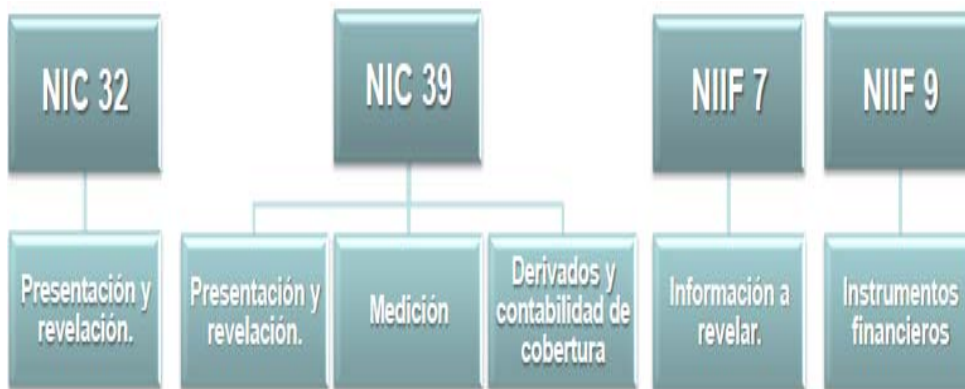 NIC 32
NIC 39
NIIF 7
NIIF 9
Presentación y
revelación.
Presentación y
revelación.
Medición
Derivados y
contabilidad de
cobertura
Información a
revelar.
Instrumentos
financieros